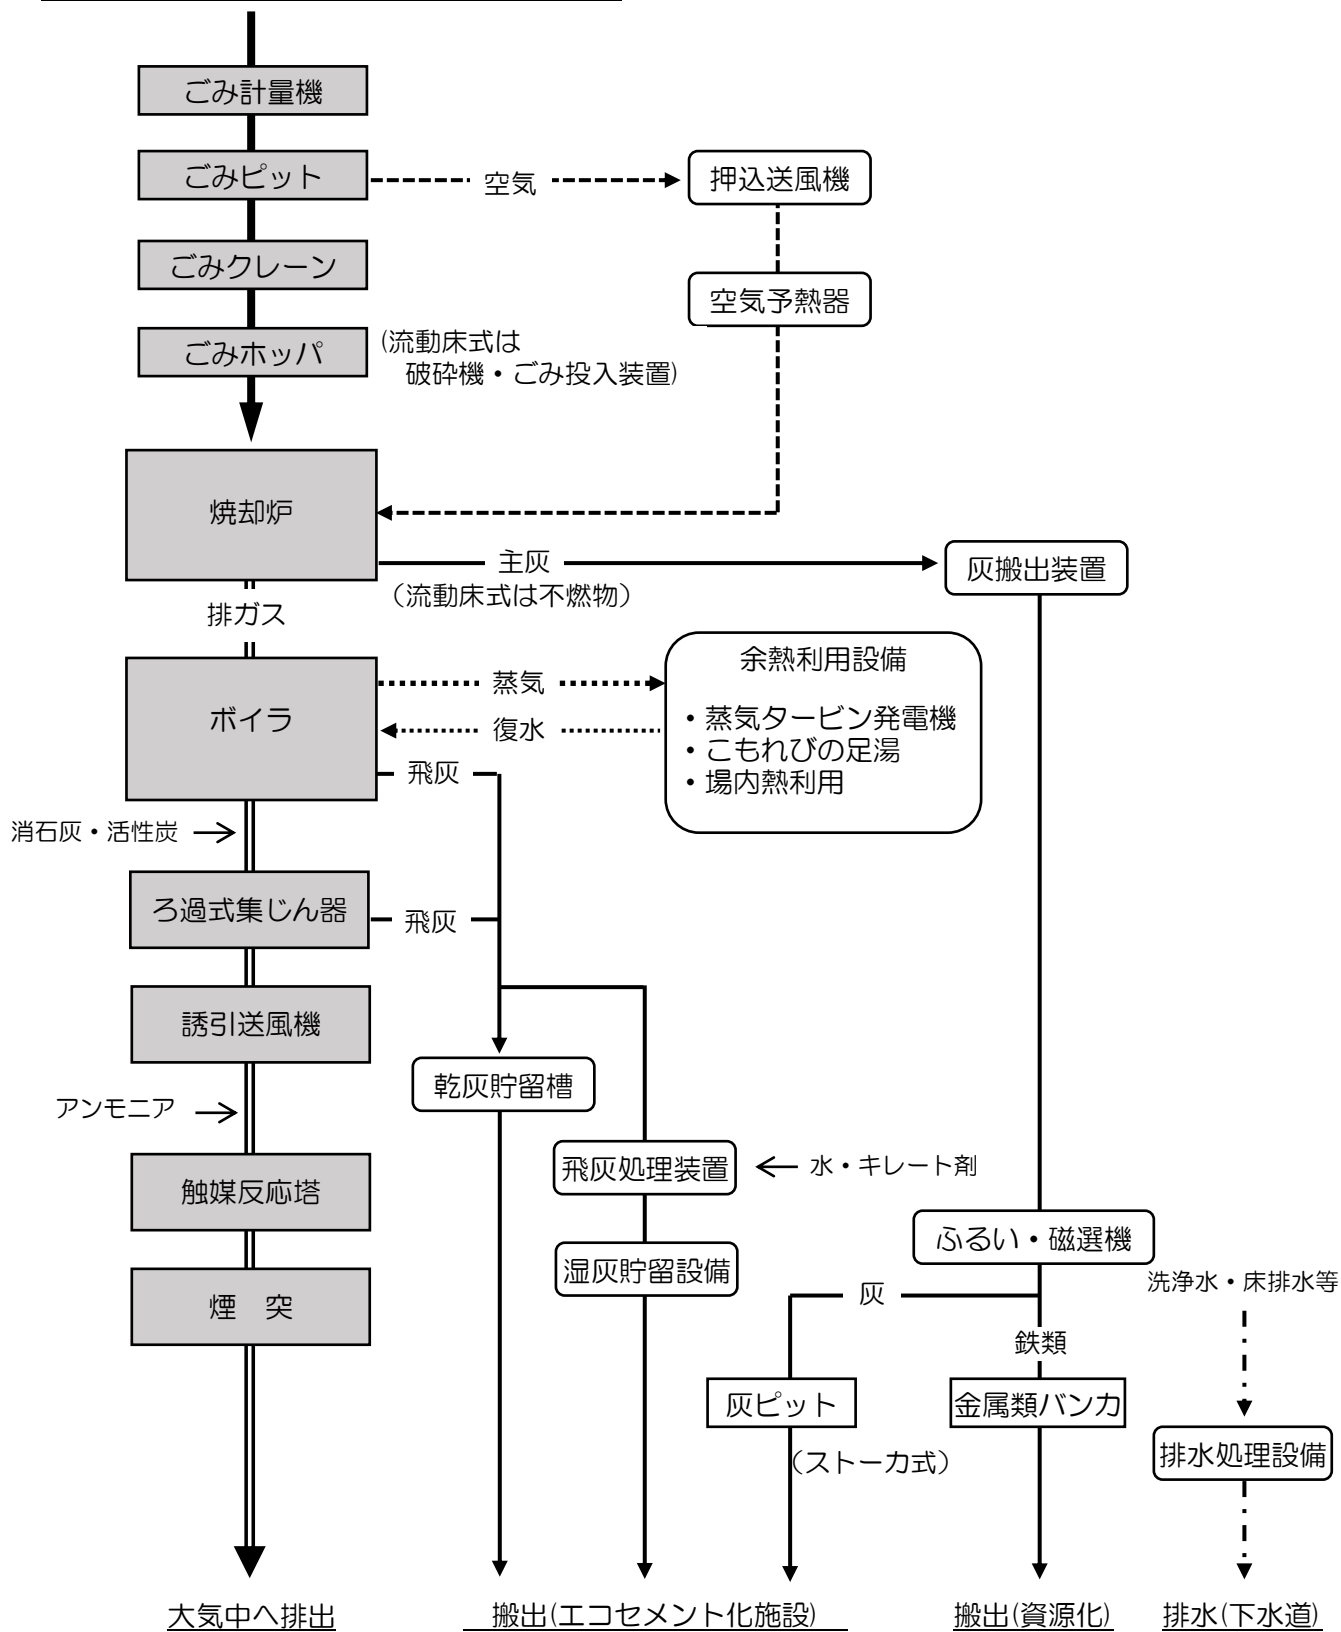 ごみ計量機
ごみピット
空気
押込送風機
ごみクレーン
空気予熱器
ごみホッパ
(流動床式は
破砕機・ごみ投入装置)
焼却炉
主灰
(流動床式は不燃物)
灰搬出装置
排ガス
余熱利用設備
ボイラ
蒸気
・蒸気タービン発電機
復水
・こもれびの足湯
飛灰
・場内熱利用
消石灰・活性炭
ろ過式集じん器
飛灰
誘引送風機
乾灰貯留槽
アンモニア
飛灰処理装置
水・キレート剤
触媒反応塔
ふるい・磁選機
湿灰貯留設備
洗浄水・床排水等
煙 突
灰
鉄類
灰ピット
金属類バンカ
(ストーカ式)
排水処理設備
大気中へ排出
搬出(エコセメント化施設)
搬出(資源化)
排水(下水道)